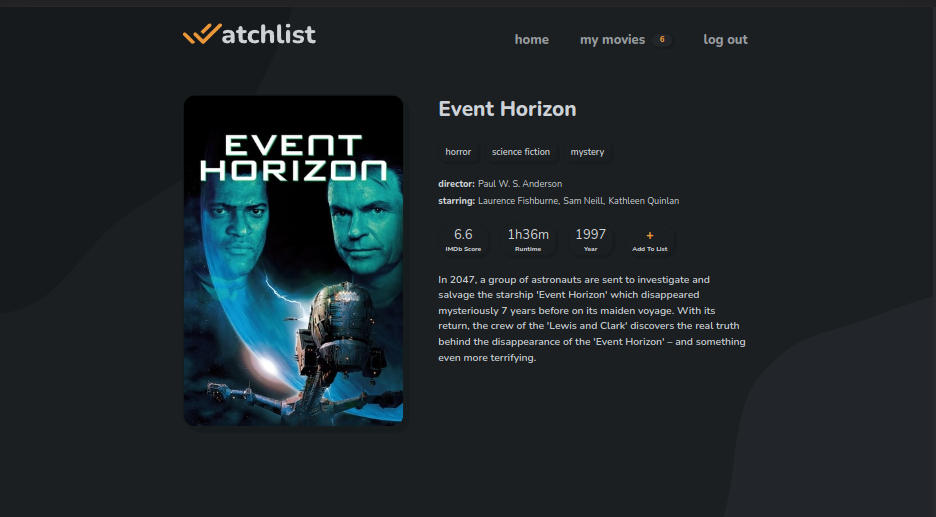 atchlist
home my movies 6 log out
EVENT
HORIZON
Event Horizon
horror science fiction mystery
director: Paul W. S. Anderson
starring: Laurence Fishburne, Sam Neill, Kathleen Quinlan
6.6 1h36m 1997 +
IMDb Score Runtime Year Add To List
In 2047, a group of astronauts are sent to investigate and
salvage the starship 'Event Horizon' which disappeared
mysteriously 7 years before on its maiden voyage. With its
return, the crew of the 'Lewis and Clark' discovers the real truth
behind the disappearance of the 'Event Horizon' – and something
even more terrifying.